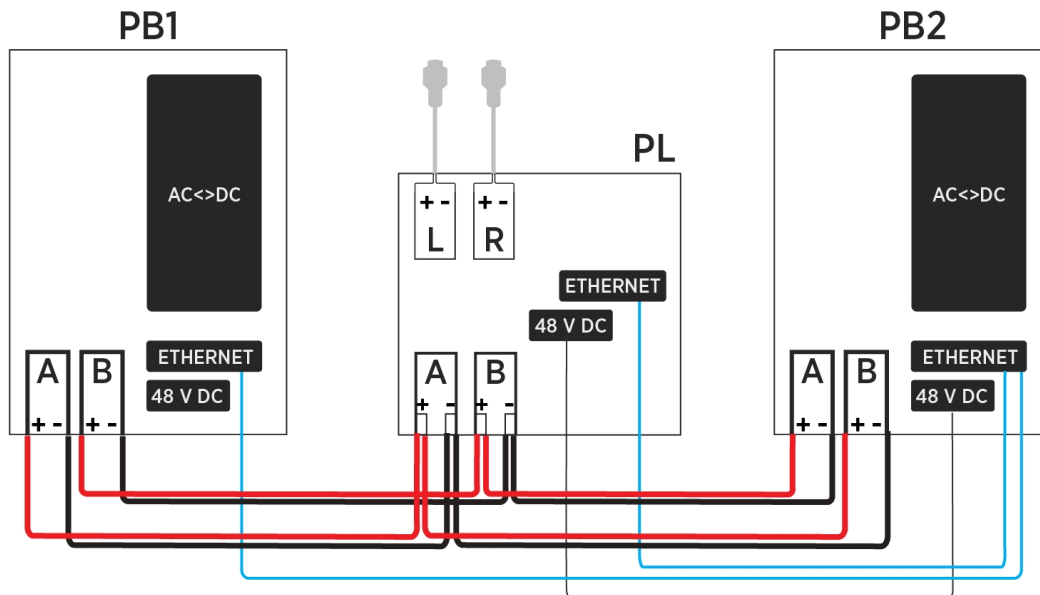 PB1
PB2
AC<>DC
PL
AC<>DC
+ -
+ -
L
R
ETHERNET
48 V DC
A
B
ETHERNET
48 V DC
+ -
+ -
A
B
+ -
+ -
A
B
ETHERNET
48 V DC
+ -
+ -